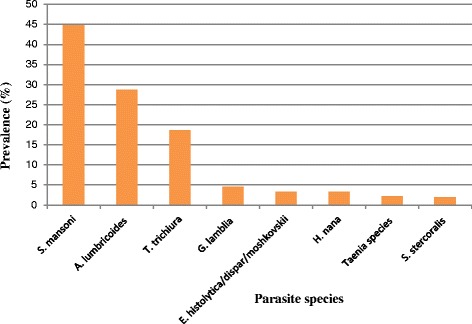 50
45
40
35
30
25
20
15
10
5
0
Prevalence (%)
S. mansoni
A. lumbricoides
T. trichiura
G. lamblia
E. histolytica/dispar/moshkovskii
H. nana
Taenia species
S. stercoralis
Parasite species